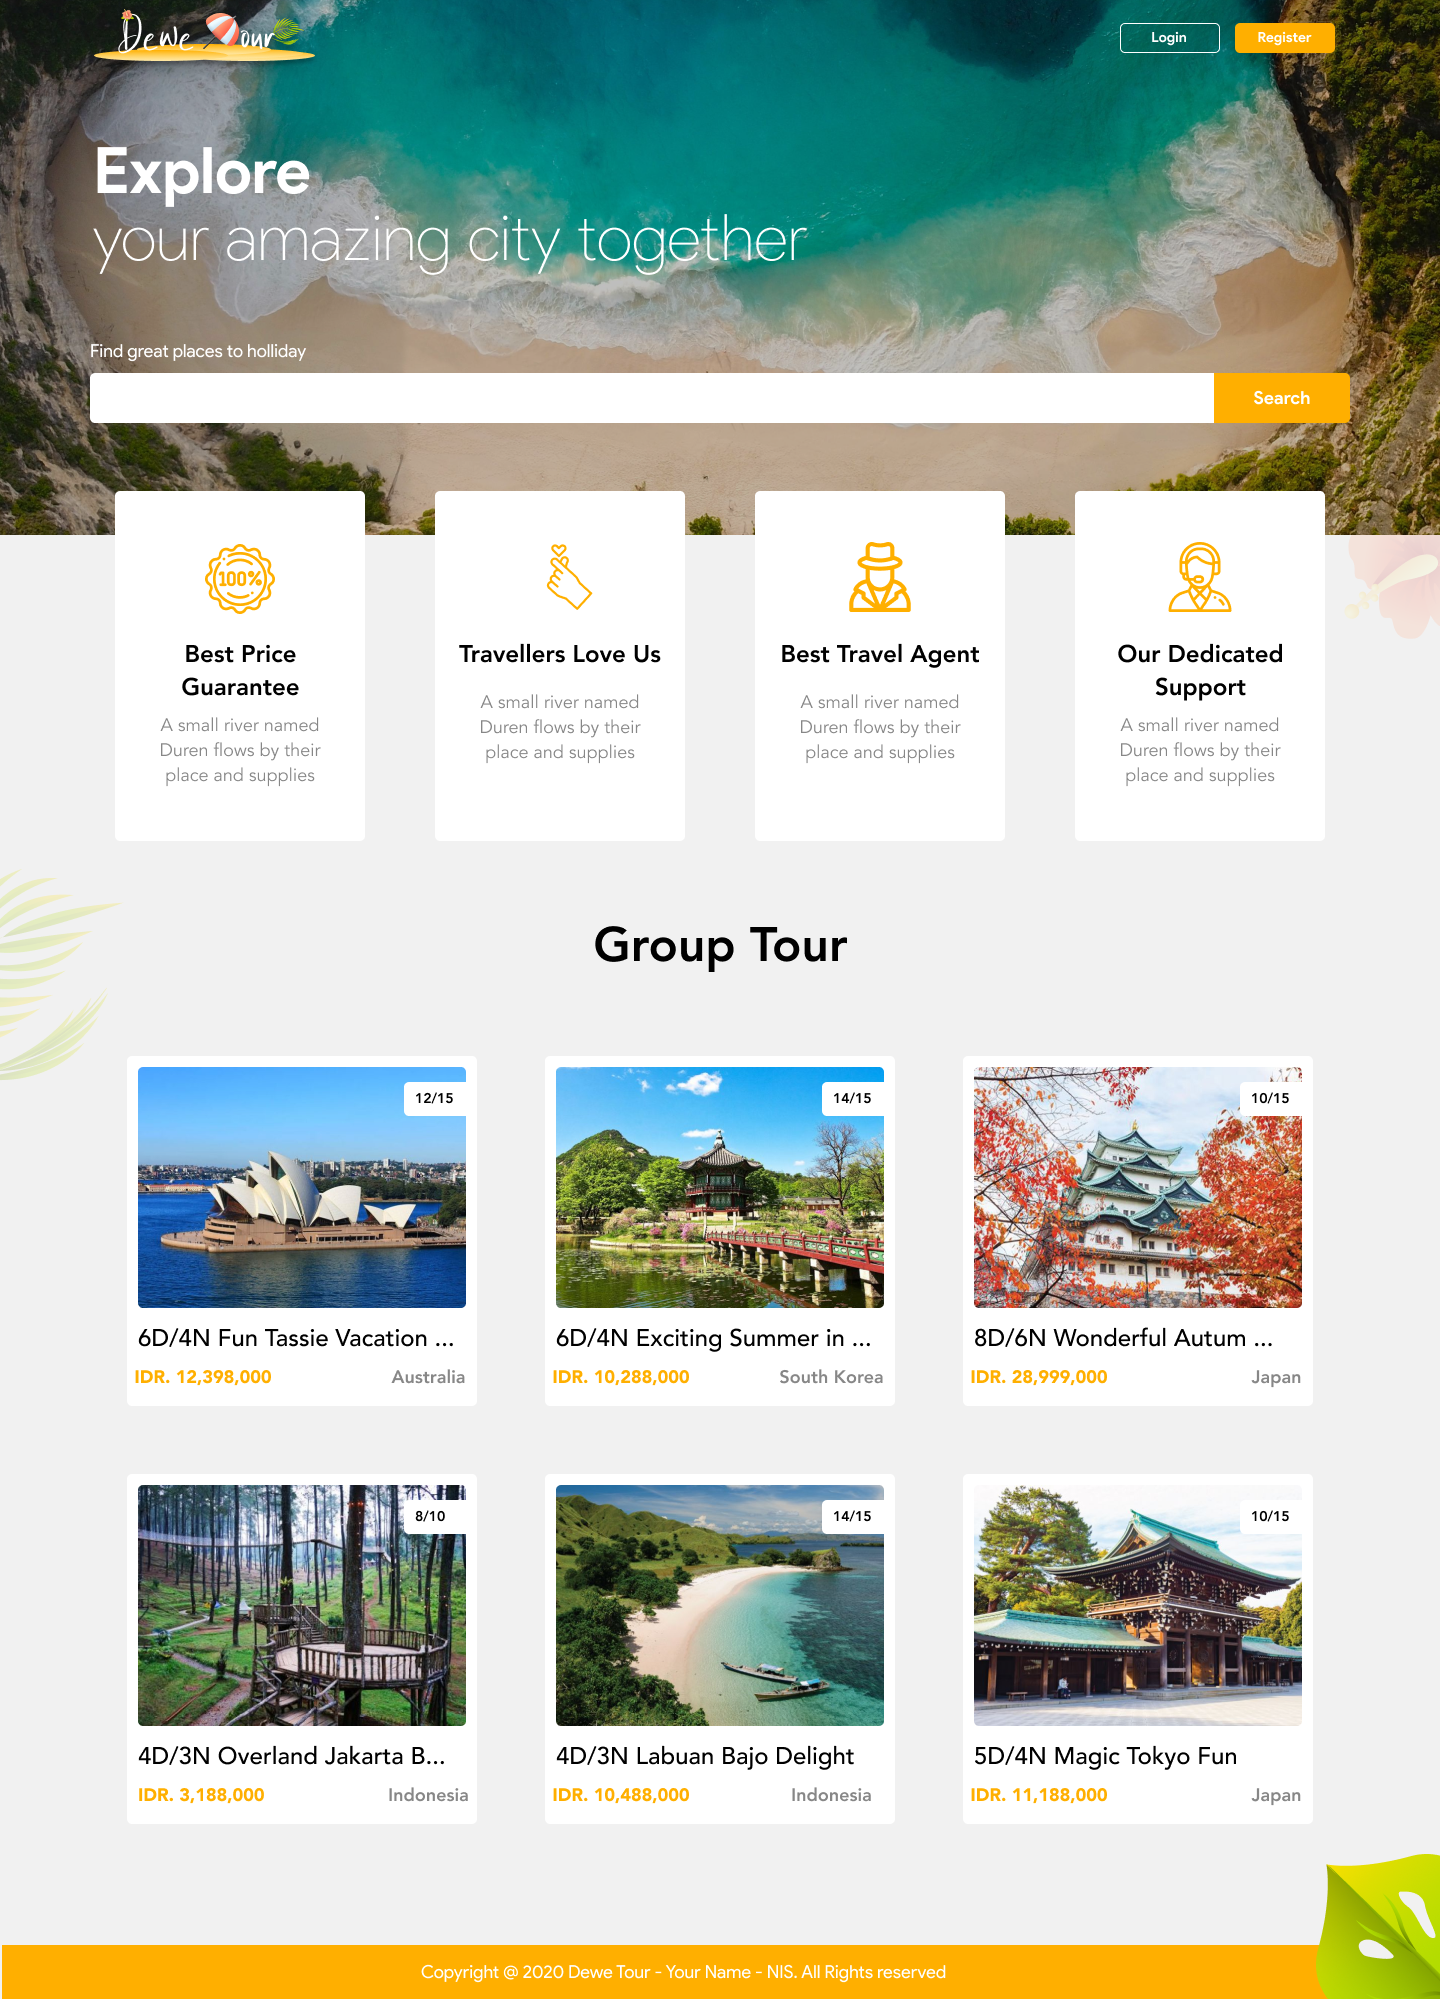 Dewe Tour
Login
Register
Explore
your amazing city together
Find great places to holliday
Search
100%
Best Price
Guarantee
A small river named
Duren flows by their
place and supplies
Travellers Love Us
A small river named
Duren flows by their
place and supplies
Best Travel Agent
A small river named
Duren flows by their
place and supplies
Our Dedicated
Support
A small river named
Duren flows by their
place and supplies
Group Tour
12/15
6D/4N Fun Tassie Vacation ...
IDR. 12,398,000
Australia
14/15
6D/4N Exciting Summer in ...
IDR. 10,288,000
South Korea
10/15
8D/6N Wonderful Autum ...
IDR. 28,999,000
Japan
8/10
4D/3N Overland Jakarta B...
IDR. 3,188,000
Indonesia
14/15
4D/3N Labuan Bajo Delight
IDR. 10,488,000
Indonesia
10/15
5D/4N Magic Tokyo Fun
IDR. 11,188,000
Japan
Copyright @ 2020 Dewe Tour - Your Name - NIS. All Rights reserved